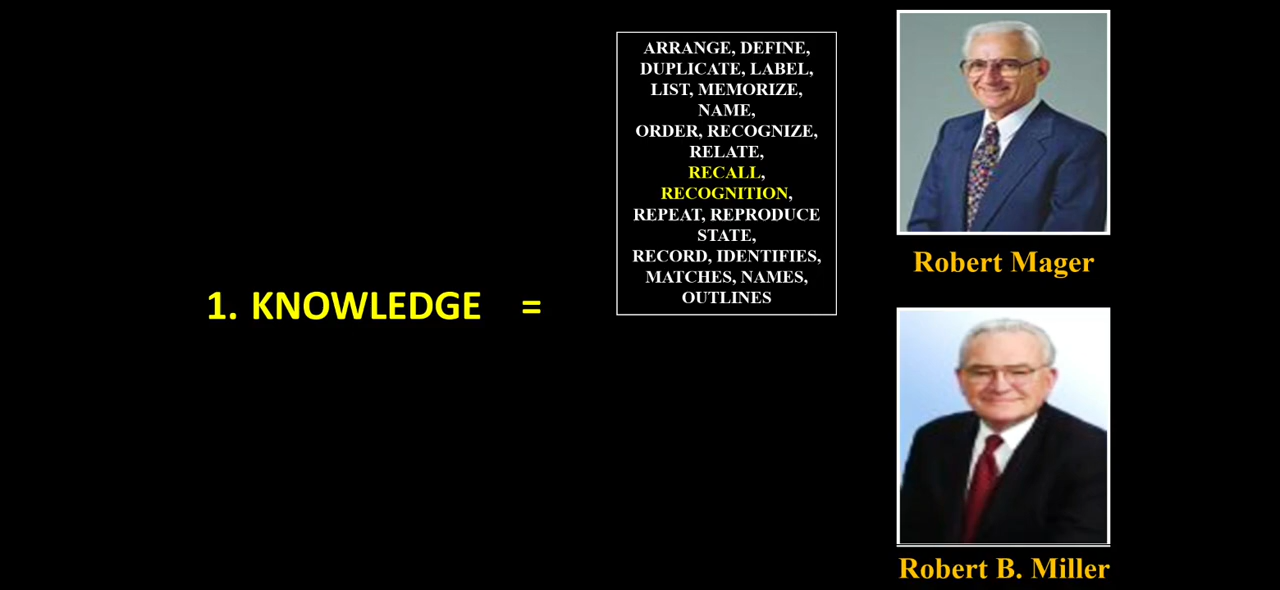 ARRANGE, DEFINE,
DUPLICATE, LABEL,
LIST, MEMORIZE,
NAME,
ORDER, RECOGNIZE,
RELATE,
RECALL,
RECOGNITION,
REPEAT, REPRODUCE
STATE,
RECORD, IDENTIFIES,
MATCHES, NAMES,
OUTLINES
Robert Mager
1. KNOWLEDGE =
Robert B. Miller